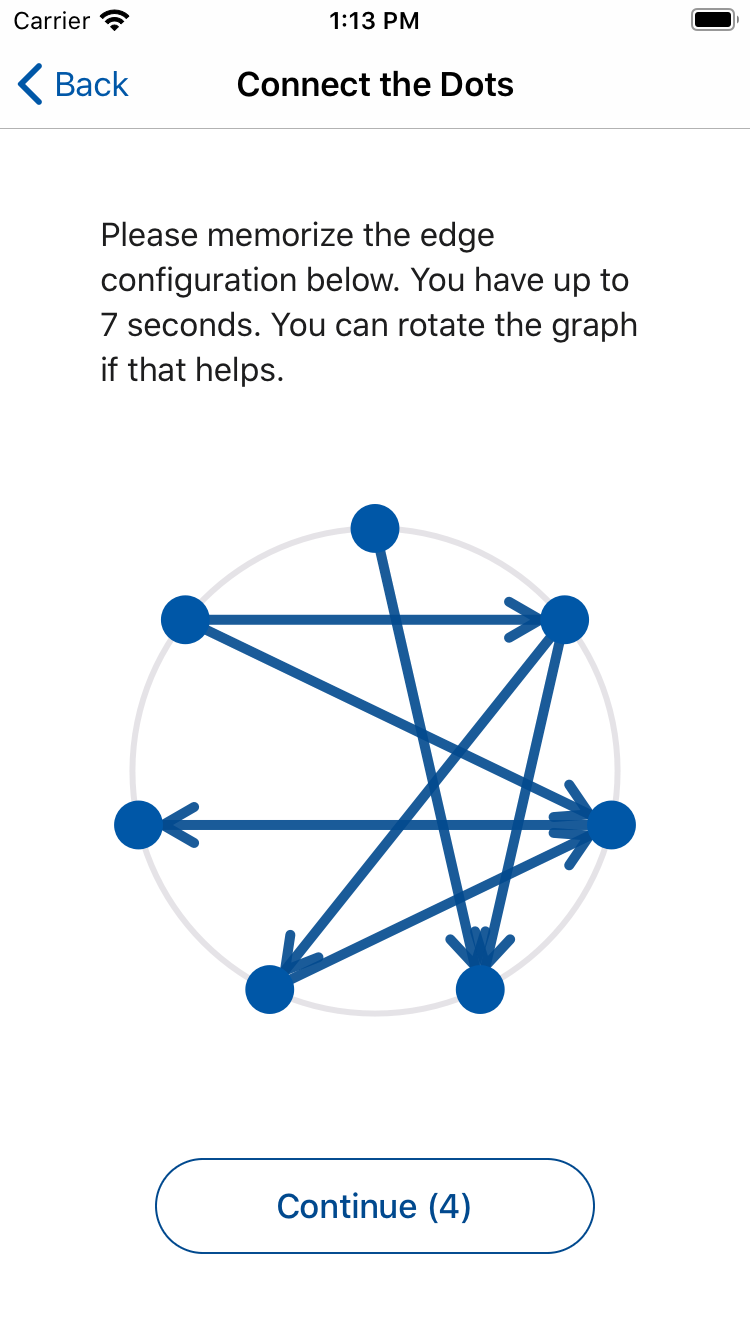 Carrier 1:13 PM
Back Connect the Dots
Please memorize the edge
configuration below. You have up to
7 seconds. You can rotate the graph
if that helps.
Continue (4)